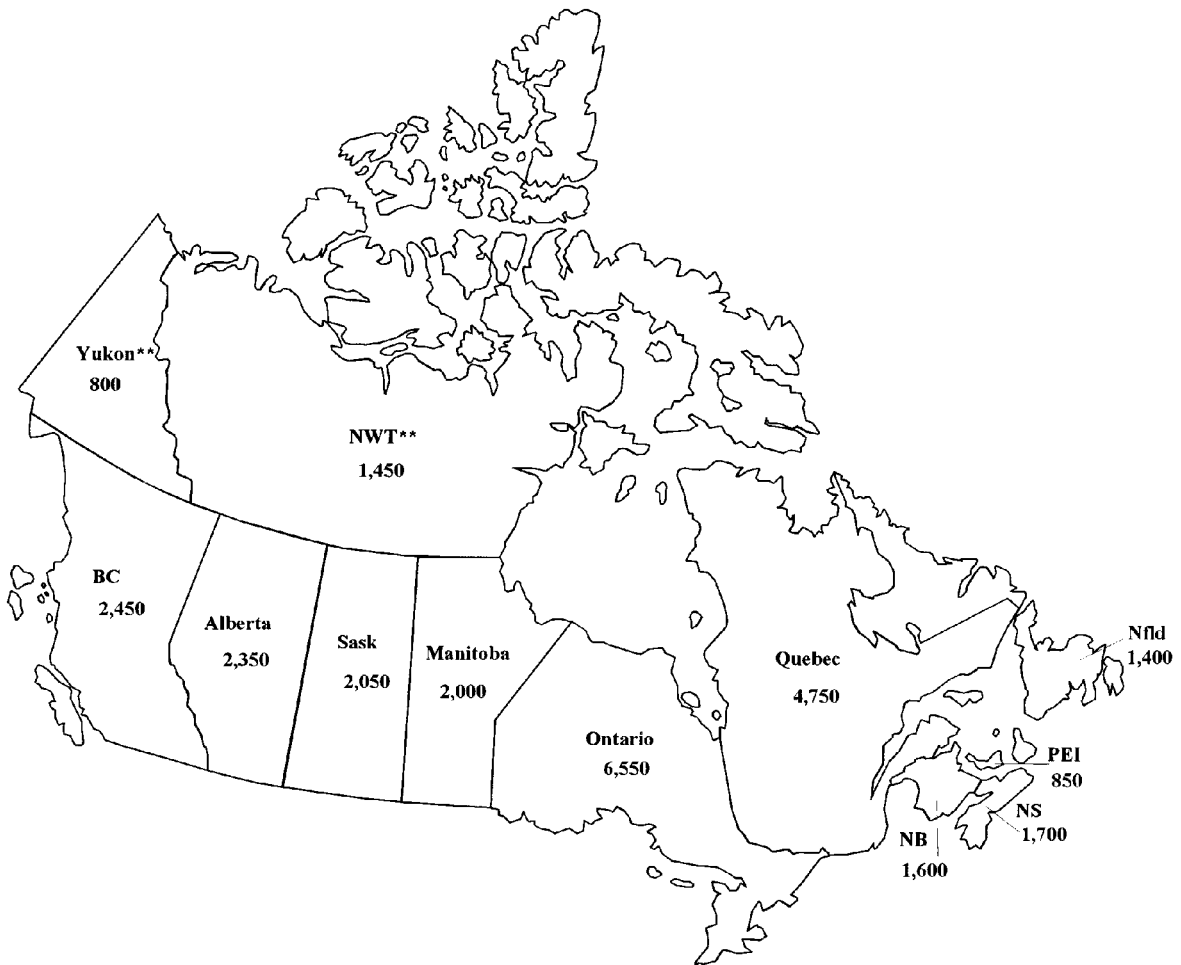 Yukon**
800
NWT**
1,450
BC
2,450
Alberta
2,350
Sask
2,050
Manitoba
2,000
Ontario
6,550
Quebec
4,750
Nfld
1,400
PEI
850
NS
1,700
NB
1,600